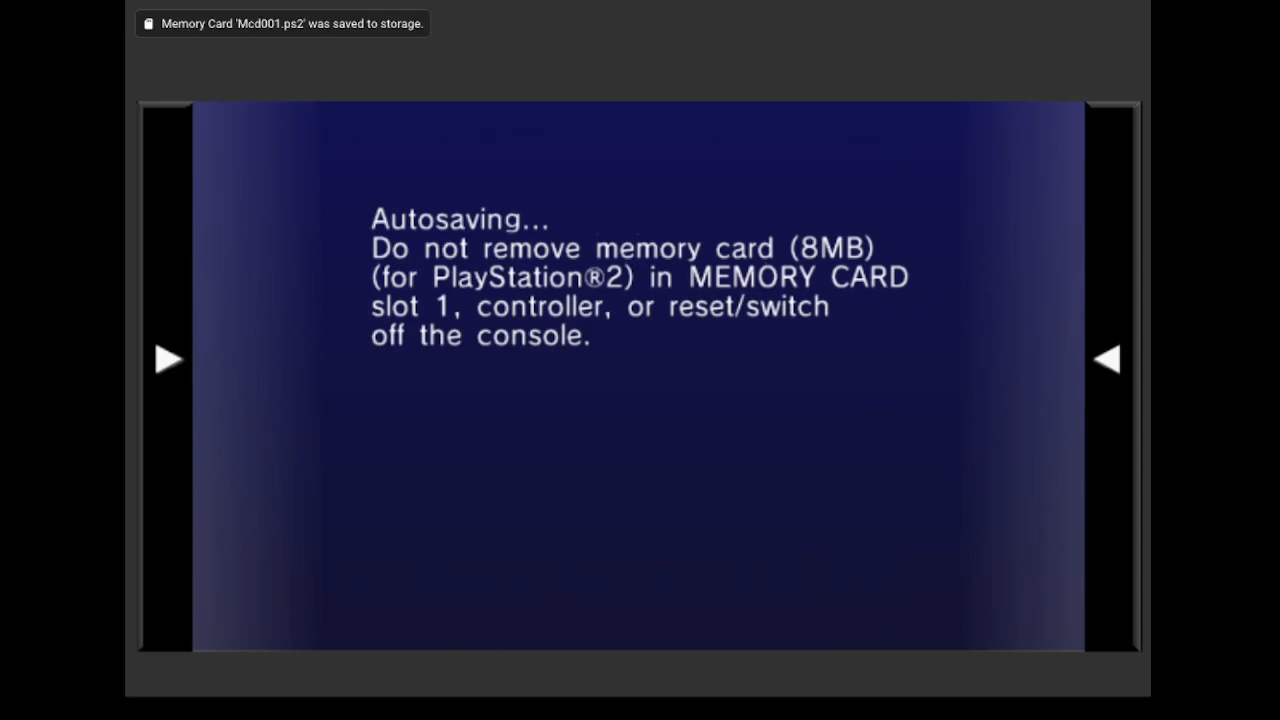 Memory Card 'Mcd001.ps2' was saved to storage.
Autosaving...
Do not remove memory card (8MB)
(for PlayStation®2) in MEMORY CARD
slot 1, controller, or reset/switch
off the console.